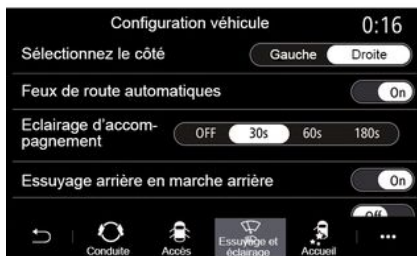 Configuration véhicule 0:16
Sélectionnez le côté Gauche Droite
Feux de route automatiques On
Eclairage d'accom-
pagnement OFF 30s 60s 180s
Essuyage arrière en marche arrière On
Off
Conduite Accès Essuyage et
éclairage Accueil